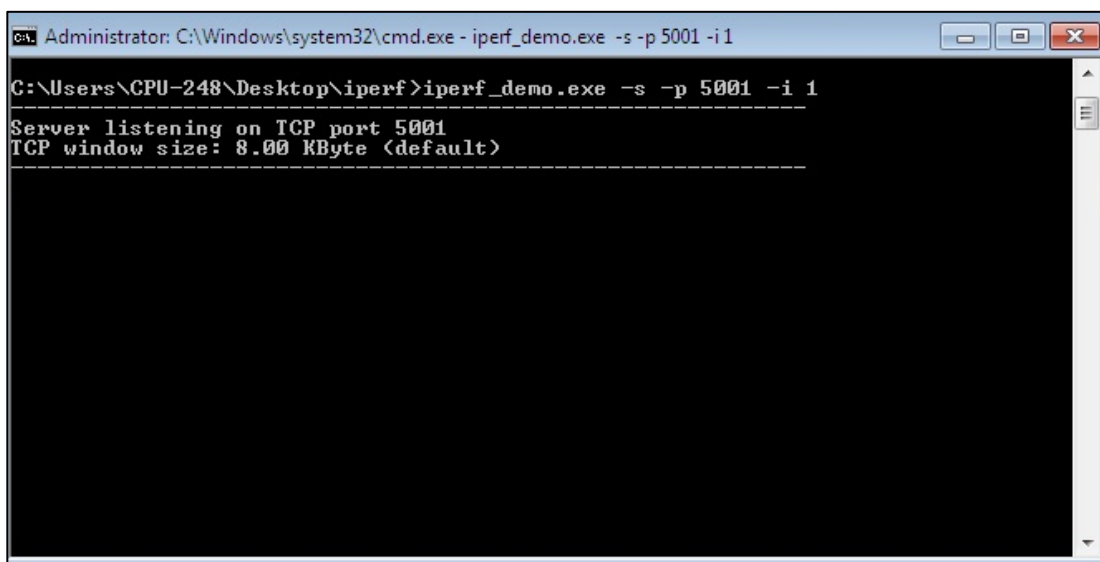 Administrator: C:\Windows\system32\cmd.exe - iperf_demo.exe  -s -p 5001 -i 1
C:\Users\CPU-248\Desktop\iperf>iperf_demo.exe -s -p 5001 -i 1
------------------------------------------------------------
Server listening on TCP port 5001
TCP window size: 8.00 KByte (default)
------------------------------------------------------------